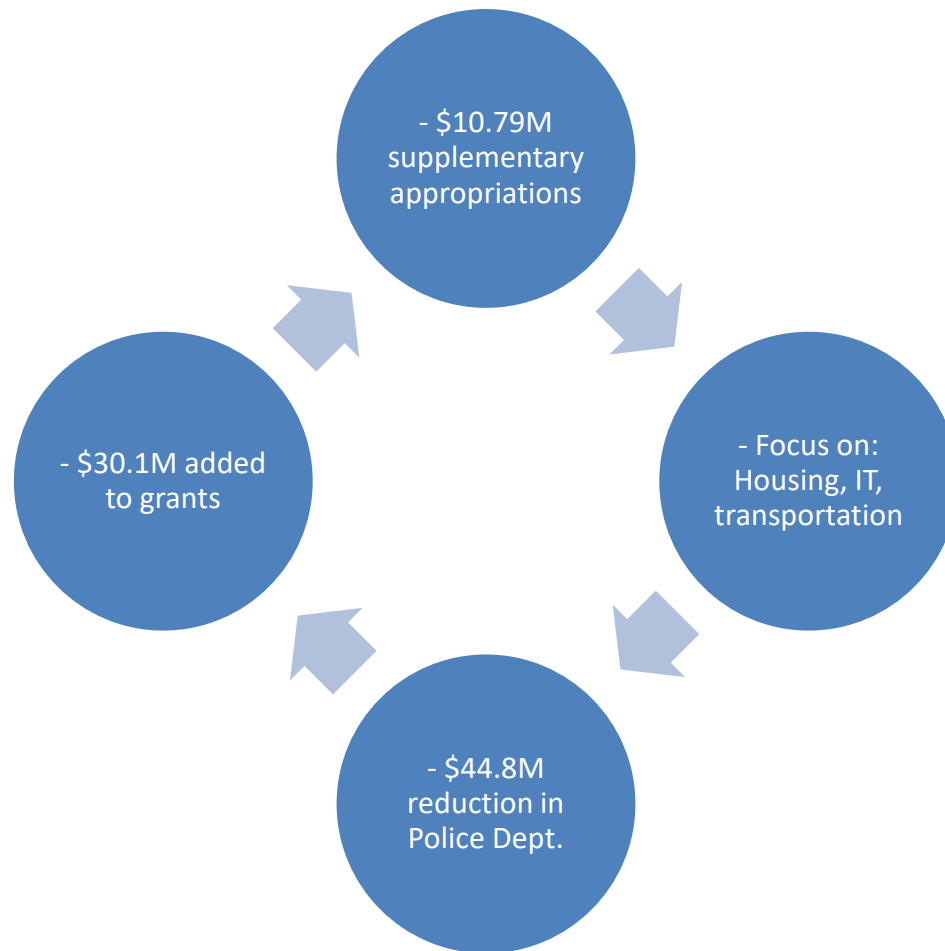 - $10.79M
supplementary
appropriations
- Focus on:
Housing, IT,
transportation
- $44.8M
reduction in
Police Dept.
- $30.1M added
to grants